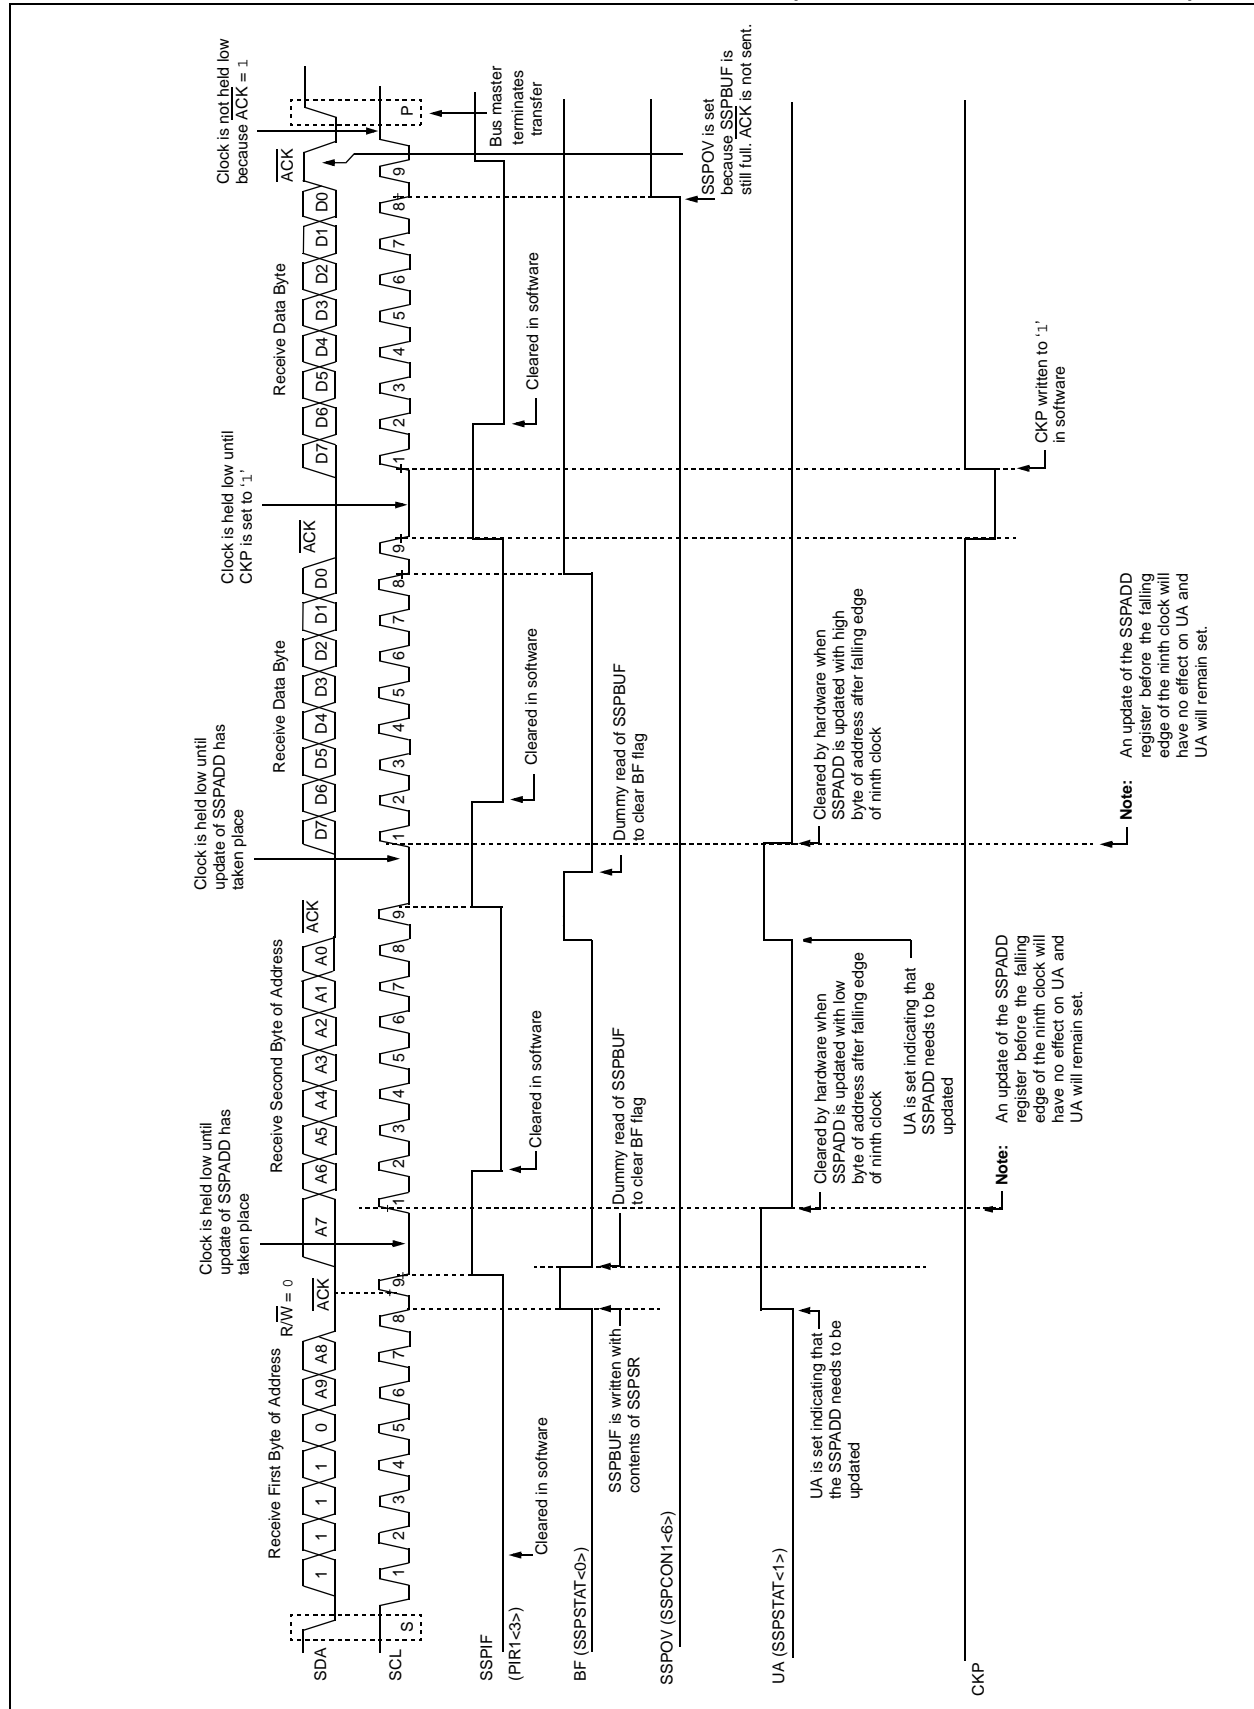 Receive First Byte of Address
R/W = 0
Receive Second Byte of Address
Receive Data Byte
Receive Data Byte
Clock is held low until
update of SSPADD has
taken place
Clock is held low until
update of SSPADD has
taken place
Clock is held low until
CKP is set to ‘1’
Clock is not held low
because ACK = 1
SDA
1 1 1 1 0 A9 A8
ACK
A7 A6 A5 A4 A3 A2 A1 A0
ACK
D7 D6 D5 D4 D3 D2 D1 D0
ACK
D7 D6 D5 D4 D3 D2 D1 D0
ACK
SCL
S
1 2 3 4 5 6 7 8 9
1 2 3 4 5 6 7 8 9
1 2 3 4 5 6 7 8 9
1 2 3 4 5 6 7 8 9
P
Bus master
terminates
transfer
SSPIF
(PIR1<3>)
Cleared in software
Cleared in software
Cleared in software
Cleared in software
BF (SSPSTAT<0>)
SSPBUF is written with
contents of SSPSR
Dummy read of SSPBUF
to clear BF flag
Dummy read of SSPBUF
to clear BF flag
SSPOV (SSPCON1<6>)
SSPOV is set
because SSPBUF is
still full. ACK is not sent.
UA (SSPSTAT<1>)
UA is set indicating that
the SSPADD needs to be
updated
Cleared by hardware when
SSPADD is updated with low
byte of address after falling edge
of ninth clock
UA is set indicating that
SSPADD needs to be
updated
Cleared by hardware when
SSPADD is updated with high
byte of address after falling edge
of ninth clock
CKP
CKP written to ‘1’
in software
Note: An update of the SSPADD
register before the falling
edge of the ninth clock will
have no effect on UA and
UA will remain set.
Note: An update of the SSPADD
register before the falling
edge of the ninth clock will
have no effect on UA and
UA will remain set.